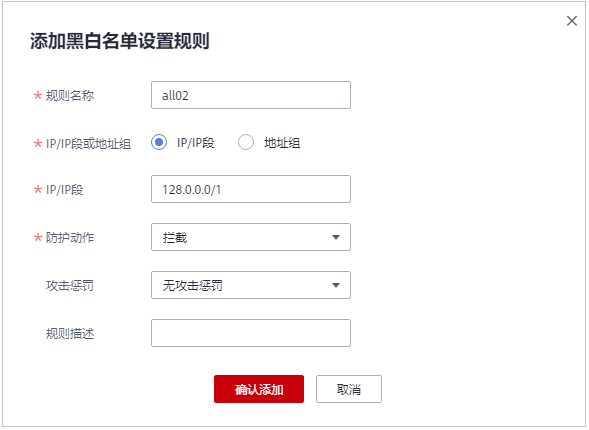 添加黑白名单设置规则
* 规则名称 all02
* IP/IP段或地址组 IP/IP段 地址组
* IP/IP段 128.0.0.0/1
* 防护动作 拦截
攻击惩罚 无攻击惩罚
规则描述
确认添加 取消